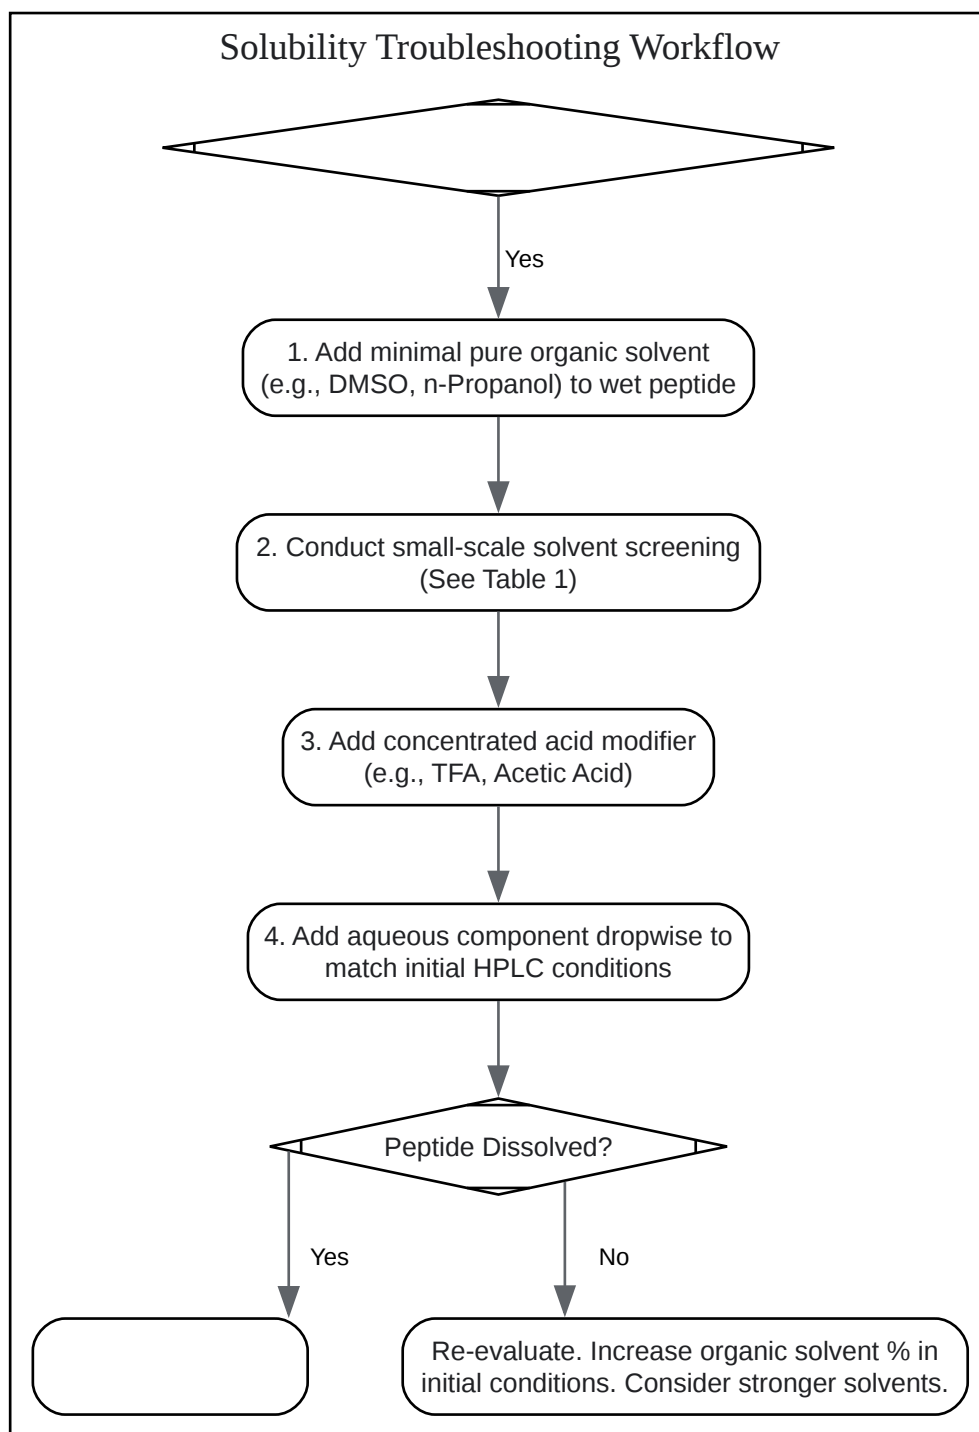 Solubility Troubleshooting Workflow
Yes
1. Add minimal pure organic solvent
(e.g., DMSO, n-Propanol) to wet peptide
2. Conduct small-scale solvent screening
(See Table 1)
3. Add concentrated acid modifier
(e.g., TFA, Acetic Acid)
4. Add aqueous component dropwise to
match initial HPLC conditions
Peptide Dissolved?
Yes
No
Re-evaluate. Increase organic solvent % in
initial conditions. Consider stronger solvents.